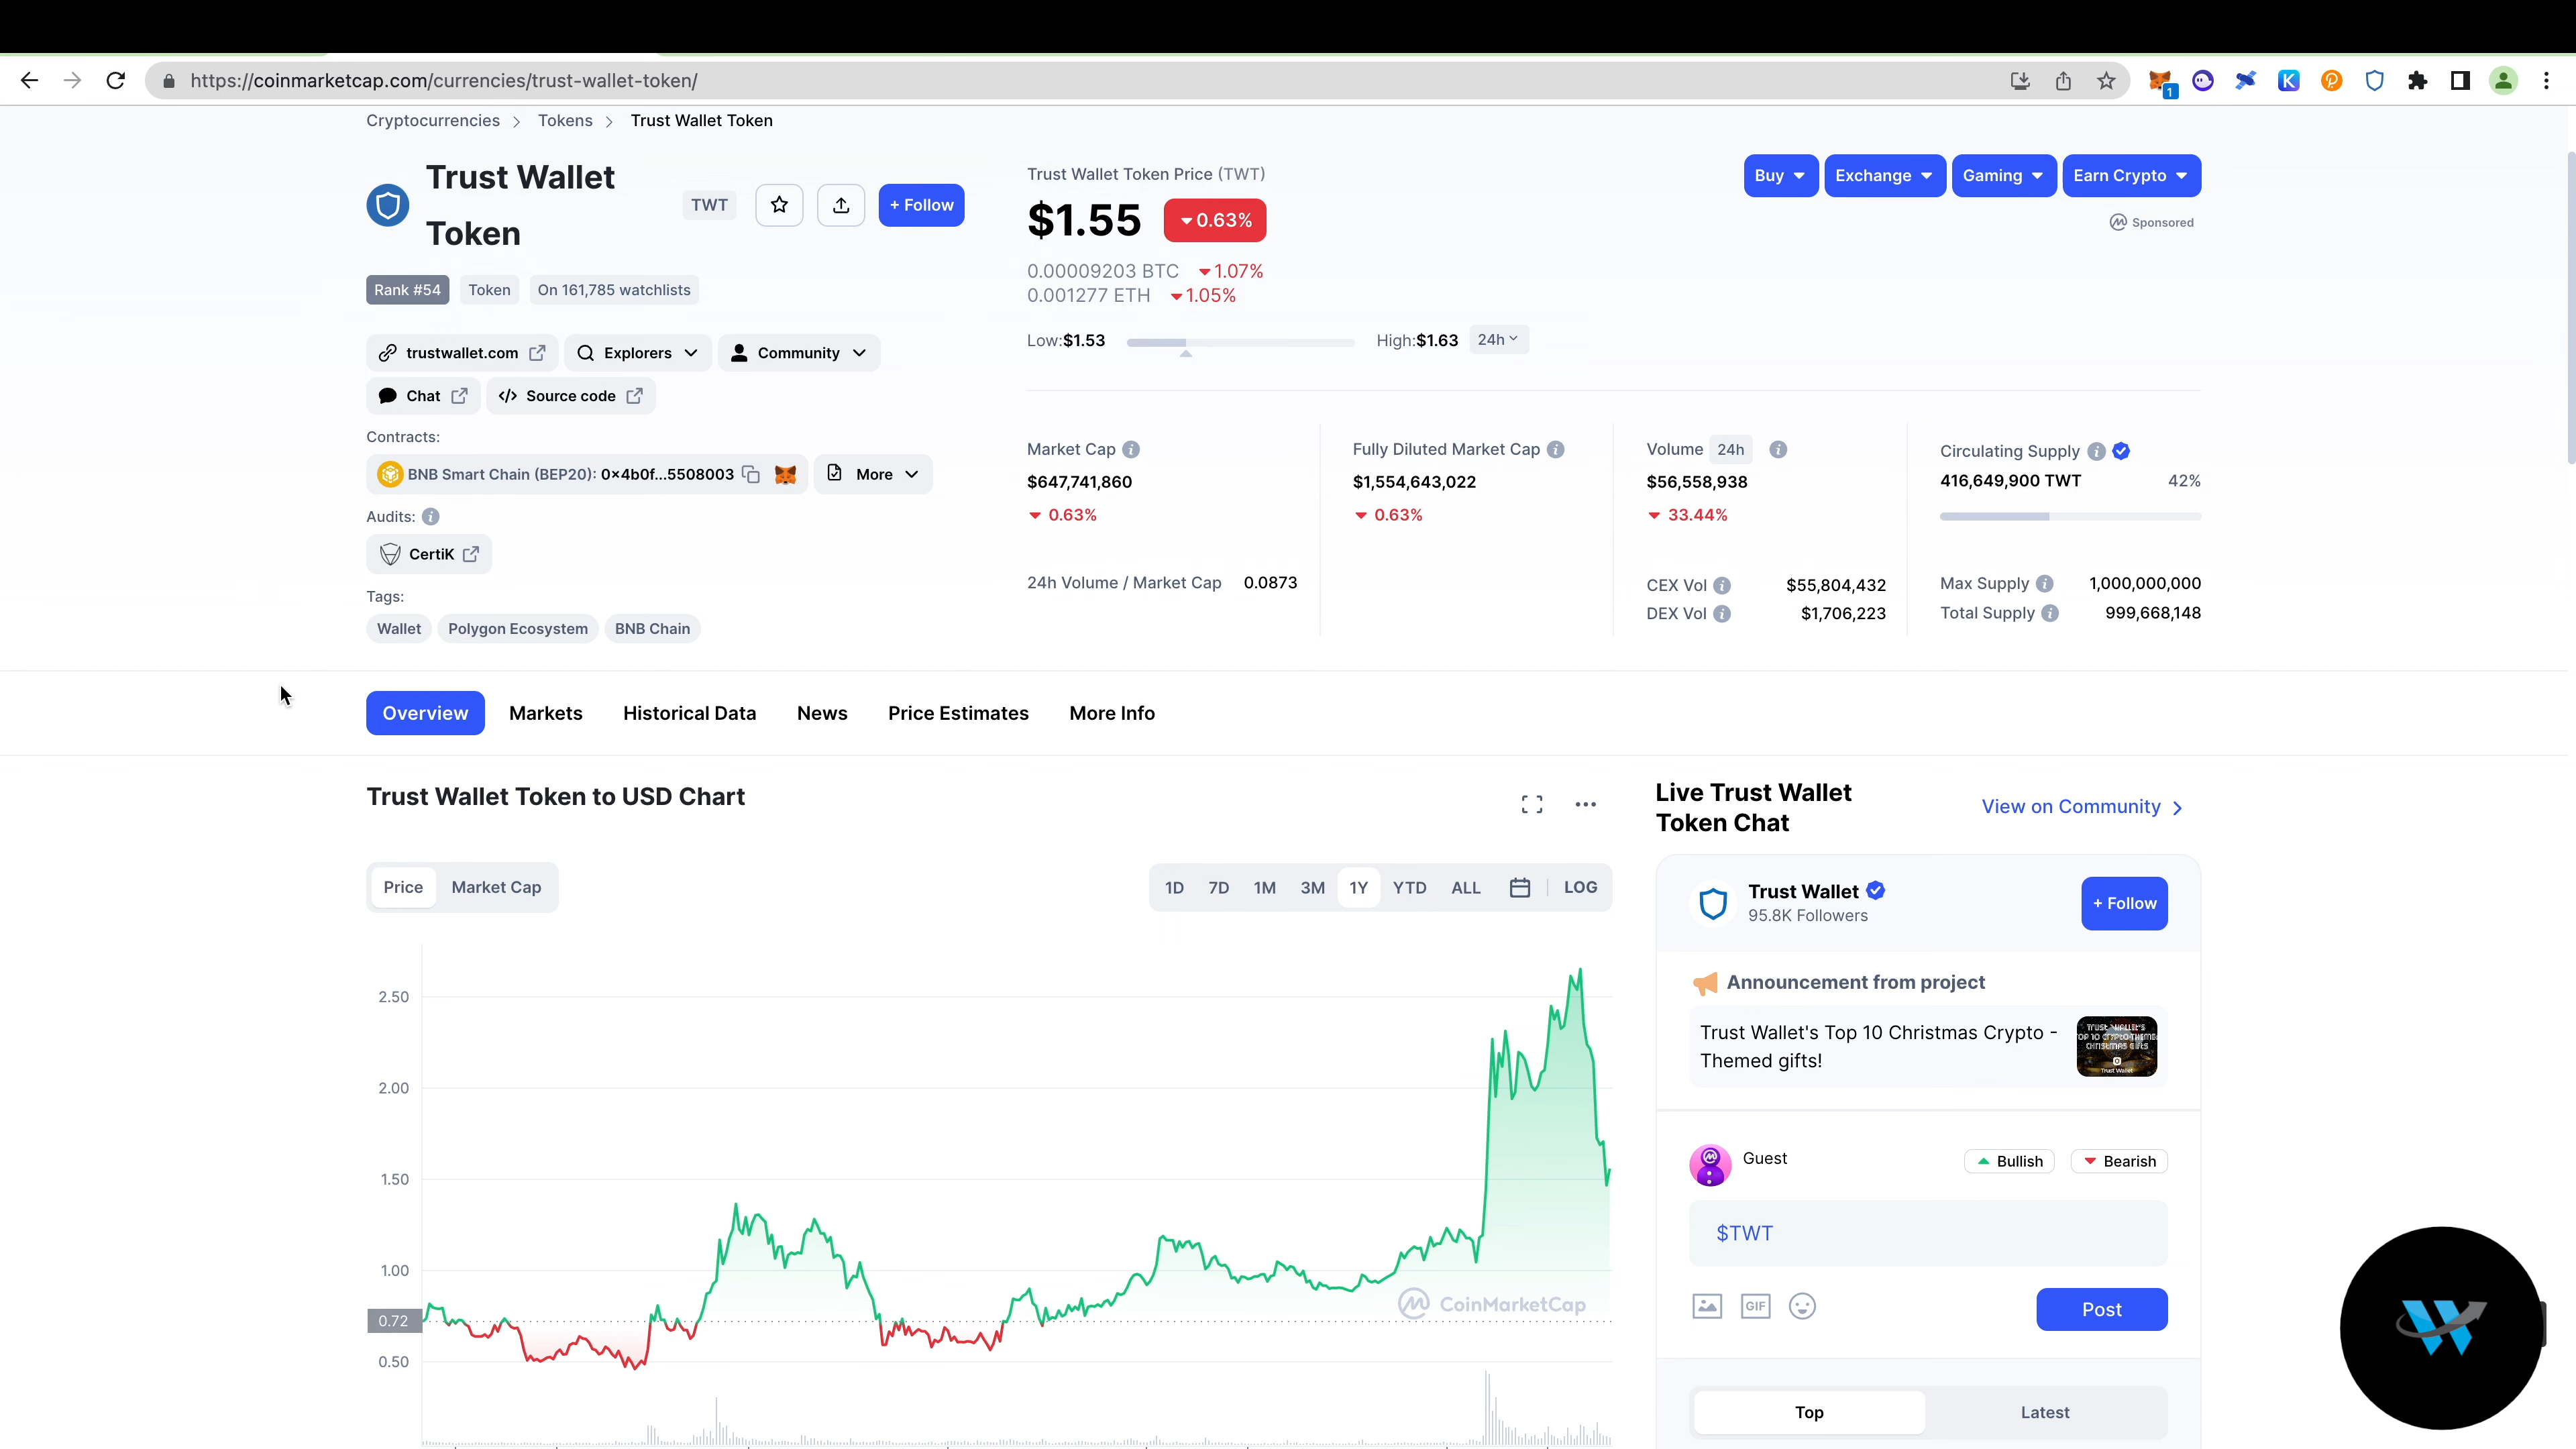 https://coinmarketcap.com/currencies/trust-wallet-token/
1
Cryptocurrencies > Tokens > Trust Wallet Token
Trust Wallet
Token
TWT
+ Follow
Rank #54
Token
On 161,785 watchlists
trustwallet.com
Explorers
Community
Chat
Source code
Contracts:
BNB Smart Chain (BEP20): 0x4b0f...5508003
More
Audits:
CertiK
Tags:
Wallet
Polygon Ecosystem
BNB Chain
Trust Wallet Token Price (TWT)
$1.55
0.63%
0.00009203 BTC 1.07%
0.001277 ETH 1.05%
Low:$1.53
High:$1.63
24h
Buy
Exchange
Gaming
Earn Crypto
Sponsored
Market Cap
$647,741,860
0.63%
24h Volume / Market Cap 0.0873
Fully Diluted Market Cap
$1,554,643,022
0.63%
Volume 24h
$56,558,938
33.44%
CEX Vol $55,804,432
DEX Vol $1,706,223
Circulating Supply
416,649,900 TWT 42%
Max Supply 1,000,000,000
Total Supply 999,668,148
Overview
Markets
Historical Data
News
Price Estimates
More Info
Trust Wallet Token to USD Chart
Price
Market Cap
1D
7D
1M
3M
1Y
YTD
ALL
LOG
2.50
2.00
1.50
1.00
0.72
0.50
CoinMarketCap
Live Trust Wallet
Token Chat
View on Community
Trust Wallet
95.8K Followers
+ Follow
Announcement from project
Trust Wallet's Top 10 Christmas Crypto -
Themed gifts!
TRUST WALLET'S
TOP 10 CRYPTO-THEMED
CHRISTMAS GIFTS
Trust Wallet
Guest
Bullish
Bearish
$TWT
GIF
Post
Top
Latest